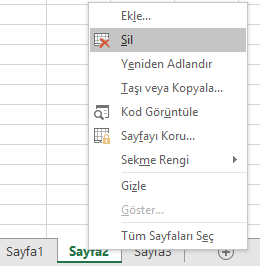 Ekle...
Sil
Yeniden Adlandır
Taşı veya Kopyala...
Kod Görüntüle
Sayfayı Koru...
Sekme Rengi
Gizle
Göster...
Tüm Sayfaları Seç
Sayfa1 Sayfa2 Sayfa3